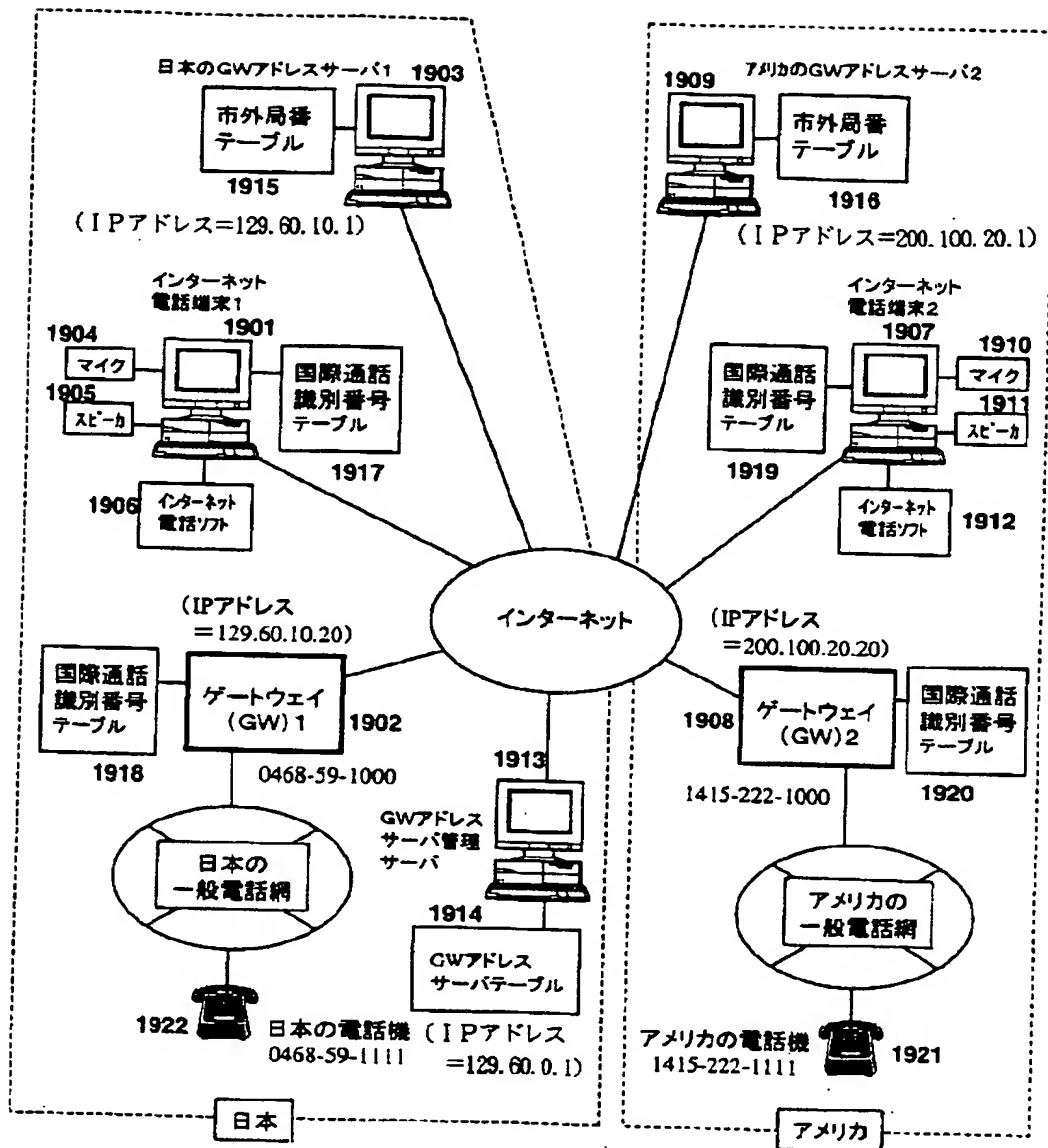 日本のGWアドレスサーバ1
1903
市外局番
テーブル
1915
(IPアドレス=129.60.10.1)
1909
アメリカのGWアドレスサーバ2
市外局番
テーブル
1916
(IPアドレス=200.100.20.1)
インターネット
電話端末1
1901
1904
マイク
1905
スピーカ
国際通話
識別番号
テーブル
1917
1906
インターネット
電話ソフト
インターネット
電話端末2
1907
1910
マイク
1911
スピーカ
国際通話
識別番号
テーブル
1919
インターネット
電話ソフト
1912
インターネット
(IPアドレス
=129.60.10.20)
国際通話
識別番号
テーブル
1918
ゲートウェイ
(GW)1
1902
0468-59-1000
(IPアドレス
=200.100.20.20)
1908
ゲートウェイ
(GW)2
国際通話
識別番号
テーブル
1920
1415-222-1000
1913
GWアドレス
サーバ管理
サーバ
1914
GWアドレス
サーバテーブル
(IPアドレス
=129.60.0.1)
日本の
一般電話網
1922
日本の電話機
0468-59-1111
アメリカの
一般電話網
アメリカの電話機
1415-222-1111
1921
日本
アメリカ